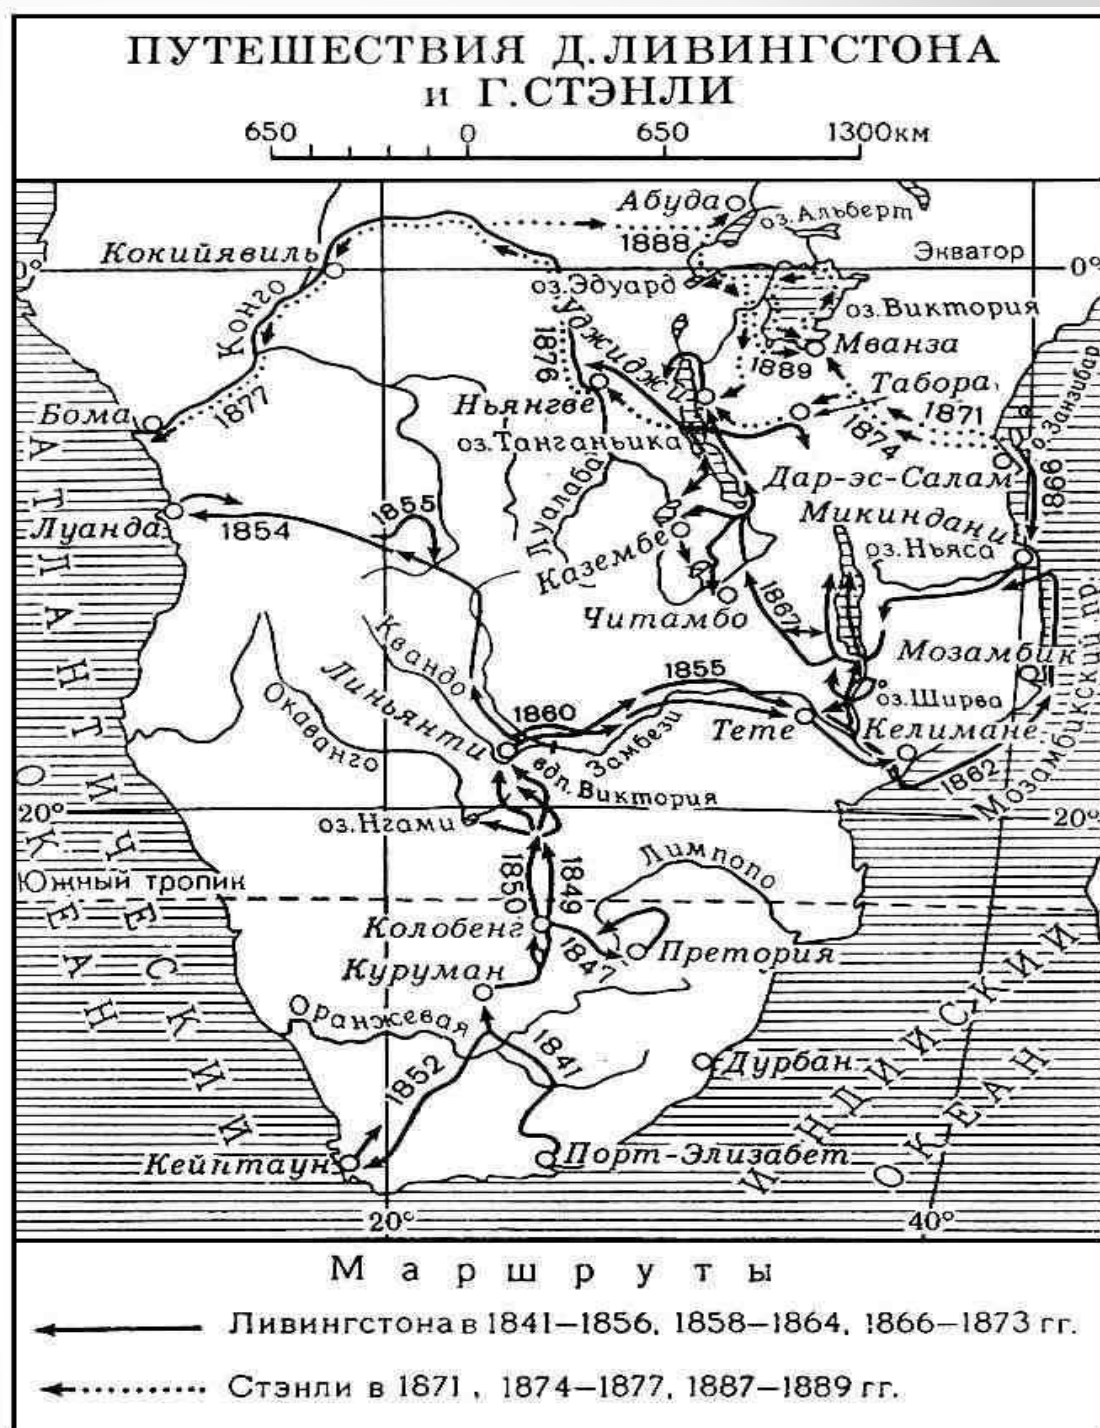 ПУТЕШЕСТВИЯ Д.ЛИВИНГСТОНА
и Г.СТЭНЛИ
650 0 650 1300км
Абуда
оз.Альберт
1888
Кокийявиль
Экватор
0°
0°
оз.Эдуард
Конго
оз.Виктория
Уджиджи
Мванза
1876
1889
Ньянгве
Табора
1871
1874
о.Занзибар
Бома
1877
оз.Танганьика
Дар-эс-Салам
1866
Луалаба
Луанда
1854
1855
Микиндани
оз.Ньяса
Казембе
Читамбо
1867
Квандо
Мозамбик
Линьянти
1855
оз.Ширва
Окаванго
1860
Замбези
Тете
Келимане
вдп.Виктория
1862
Мозамбикский пр.
20°
20°
оз.Нгами
Лимпопо
Южный тропик
1850
1849
Колобенг
1847
Претория
Куруман
Оранжевая
1852
1841
Дурбан
Кейптаун
Порт-Элизабет
АТЛАНТИЧЕСКИЙ
ОКЕАН
ИНДИЙСКИЙ
ОКЕАН
20°
40°
Маршруты
Ливингстона в 1841—1856, 1858—1864, 1866—1873 гг.
Стэнли в 1871, 1874—1877, 1887—1889 гг.